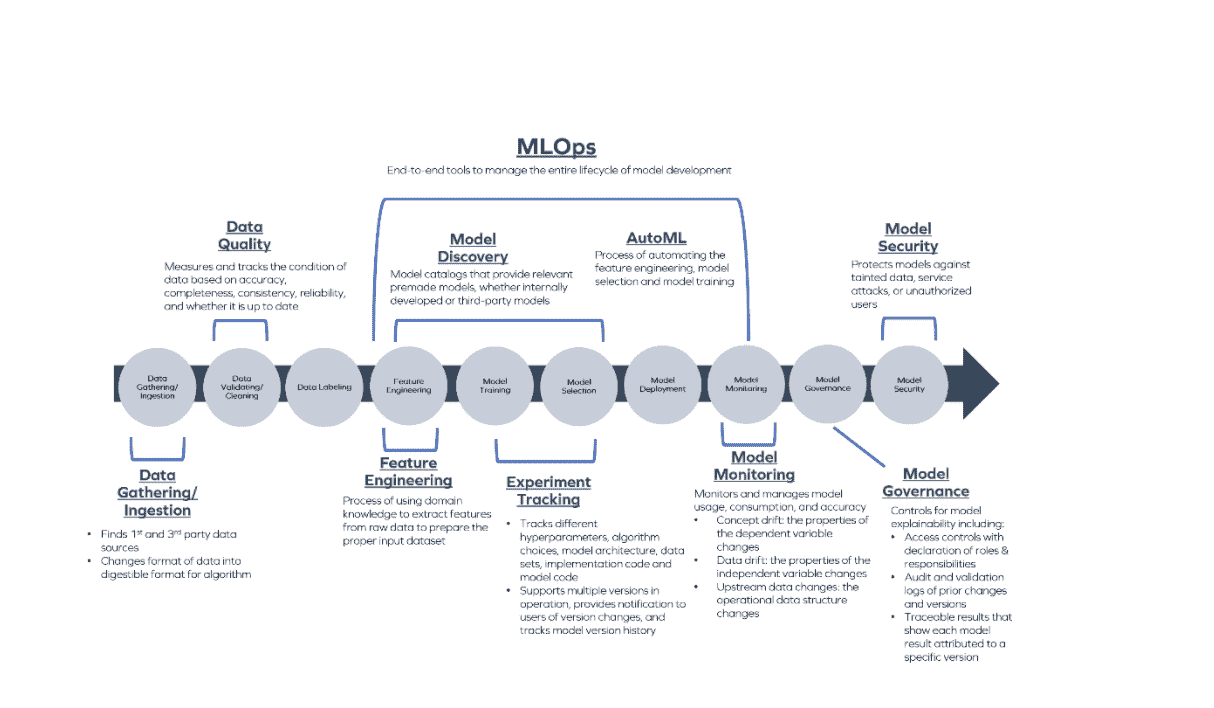 MLOps
End-to-end tools to manage the entire lifecycle of model development
Data
Quality
Measures and tracks the condition of
data based on accuracy,
completeness, consistency, reliability,
and whether it is up to date
Model
Discovery
Model catalogs that provide relevant
premade models, whether internally
developed or third-party models
AutoML
Process of automating the
feature engineering, model
selection and model training
Model
Security
Protects models against
tainted data, service
attacks, or unauthorized
users
Data
Gathering/
Ingestion
Data
Validating/
Cleaning
Data Labeling
Feature
Engineering
Model
Training
Model
Selection
Model
Deployment
Model
Monitoring
Model
Governance
Model
Security
Data
Gathering/
Ingestion
• Finds 1st and 3rd party data
sources
• Changes format of data into
digestible format for algorithm
Feature
Engineering
Process of using domain
knowledge to extract features
from raw data to prepare the
proper input dataset
Experiment
Tracking
• Tracks different
hyperparameters, algorithm
choices, model architecture, data
sets, implementation code and
model code
• Supports multiple versions in
operation, provides notification to
users of version changes, and
tracks model version history
Model
Monitoring
Monitors and manages model
usage, consumption, and accuracy
• Concept drift: the properties of
the dependent variable
changes
• Data drift: the properties of the
independent variable changes
• Upstream data changes: the
operational data structure
changes
Model
Governance
Controls for model
explainability including:
• Access controls with
declaration of roles &
responsibilities
• Audit and validation
logs of prior changes
and versions
• Traceable results that
show each model
result attributed to a
specific version